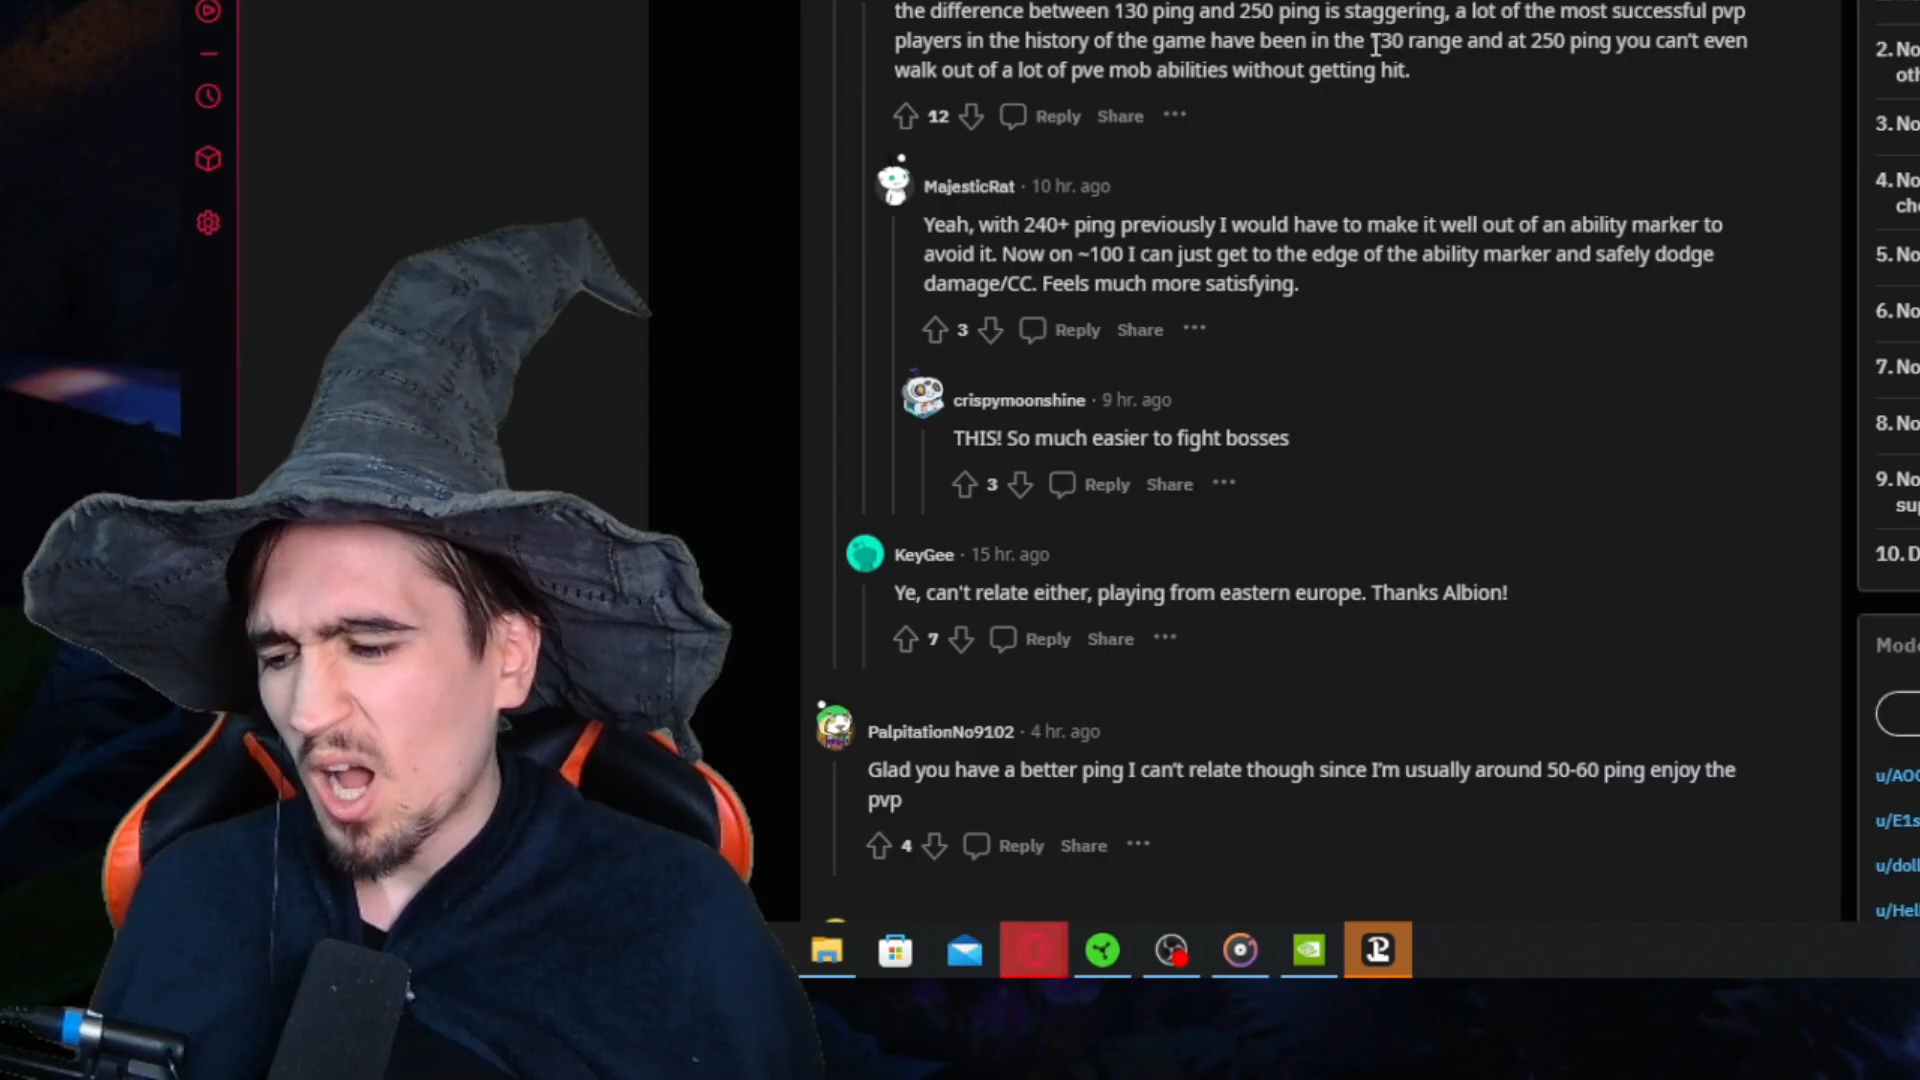 the difference between 130 ping and 250 ping is staggering, a lot of the most successful pvp
players in the history of the game have been in the 130 range and at 250 ping you can't even
walk out of a lot of pve mob abilities without getting hit.
12 Reply Share ...
MajesticRat · 10 hr. ago
Yeah, with 240+ ping previously I would have to make it well out of an ability marker to
avoid it. Now on ~100 I can just get to the edge of the ability marker and safely dodge
damage/CC. Feels much more satisfying.
3 Reply Share ...
crispymoonshine · 9 hr. ago
THIS! So much easier to fight bosses
3 Reply Share ...
KeyGee · 15 hr. ago
Ye, can't relate either, playing from eastern europe. Thanks Albion!
7 Reply Share ...
PalpitationNo9102 · 4 hr. ago
Glad you have a better ping I can't relate though since I'm usually around 50-60 ping enjoy the
pvp
4 Reply Share ...
2. No
oth
3. No
4. No
che
5. No
6. No
7. No
8. No
9. No
sup
10. D
Mode
u/AOC
u/E1s
u/doll
u/Hell